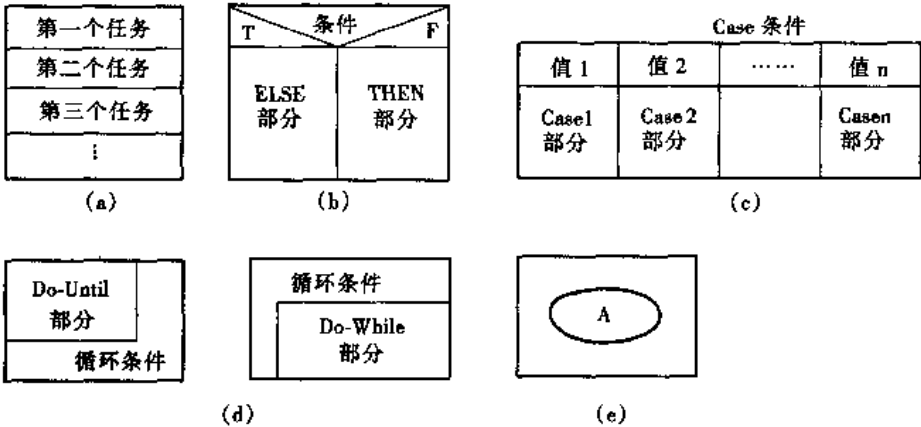 第一个任务
第二个任务
第三个任务
⋮
(a)
条件
T
F
ELSE
部分
THEN
部分
(b)
Case 条件
值 1
值 2
……
值 n
Case1
部分
Case 2
部分
Casen
部分
(c)
Do-Until
部分
循环条件
循环条件
Do-While
部分
(d)
A
(e)